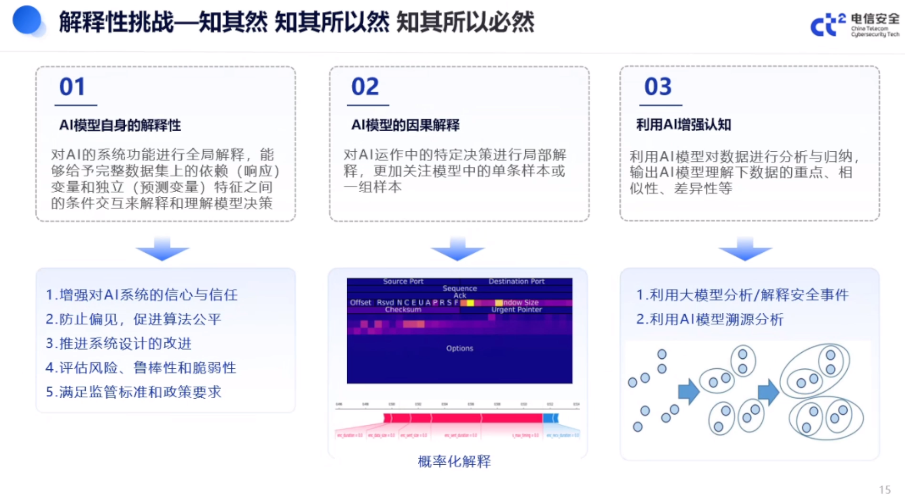 解释性挑战—知其然 知其所以然 知其所以必然
电信安全
China Telecom
Cybersecurity Tech
01
AI模型自身的解释性
对AI的系统功能进行全局解释，能
够给予完整数据集上的依赖（响应）
变量和独立（预测变量）特征之间
的条件交互来解释和理解模型决策
02
AI模型的因果解释
对AI运作中的特定决策进行局部解
释，更加关注模型中的单条样本或
一组样本
03
利用AI增强认知
利用AI模型对数据进行分析与归纳，
输出AI模型理解下数据的重点、相
似性、差异性等
1.增强对AI系统的信心与信任
2.防止偏见，促进算法公平
3.推进系统设计的改进
4.评估风险、鲁棒性和脆弱性
5.满足监管标准和政策要求
Source Port Destination Port
Sequence
Ack
Offset Rsvd N C E U A P R S F Window Size
Checksum Urgent Pointer
Options
概率化解释
1.利用大模型分析/解释安全事件
2.利用AI模型溯源分析
15